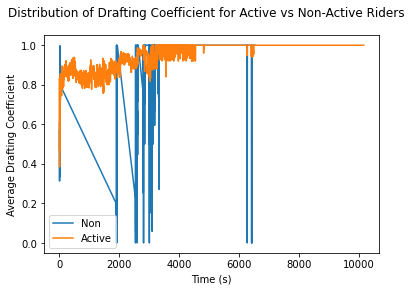 Distribution of Drafting Coefficient for Active vs Non-Active Riders
1.0
0.8
0.6
0.4
0.2
0.0
Average Drafting Coefficient
Non
Active
0
2000
4000
6000
8000
10000
Time (s)